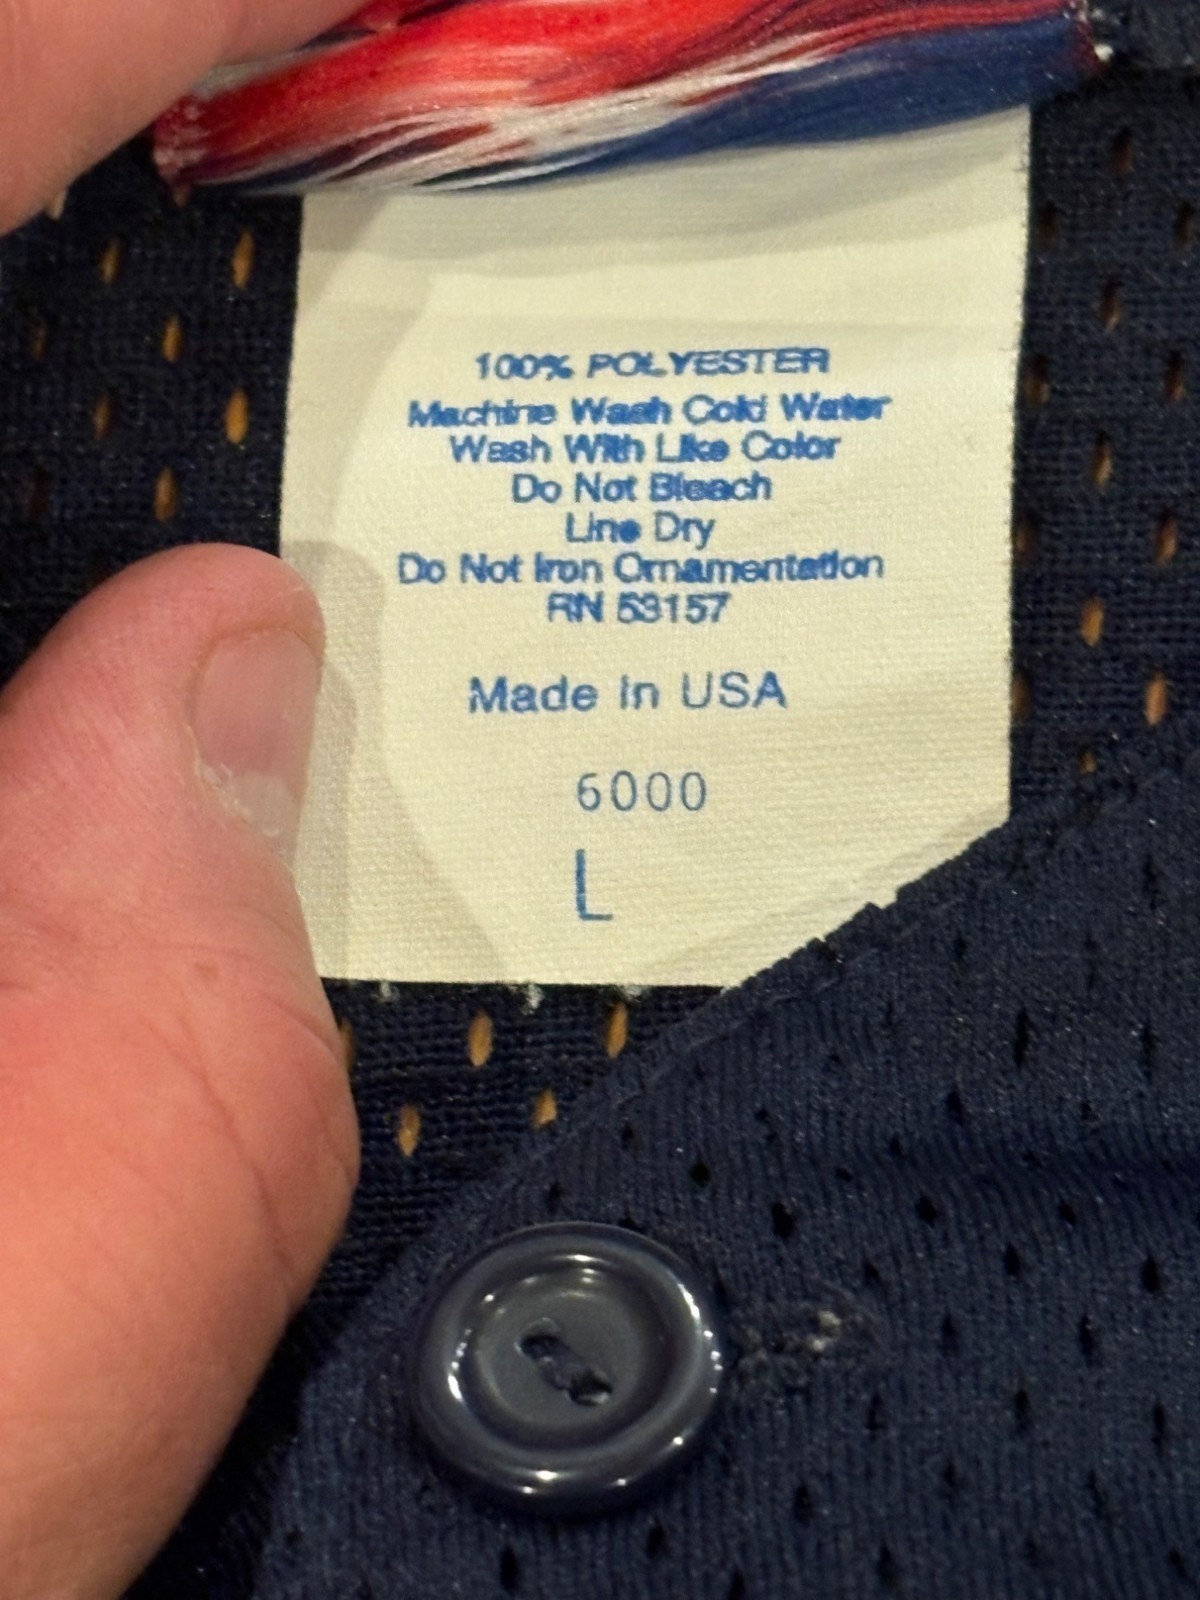 100% POLYESTER
Machine Wash Cold Water
Wash With Like Color
Do Not Bleach
Line Dry
Do Not Iron Ornamentation
RN 53157
Made in USA
6000
L